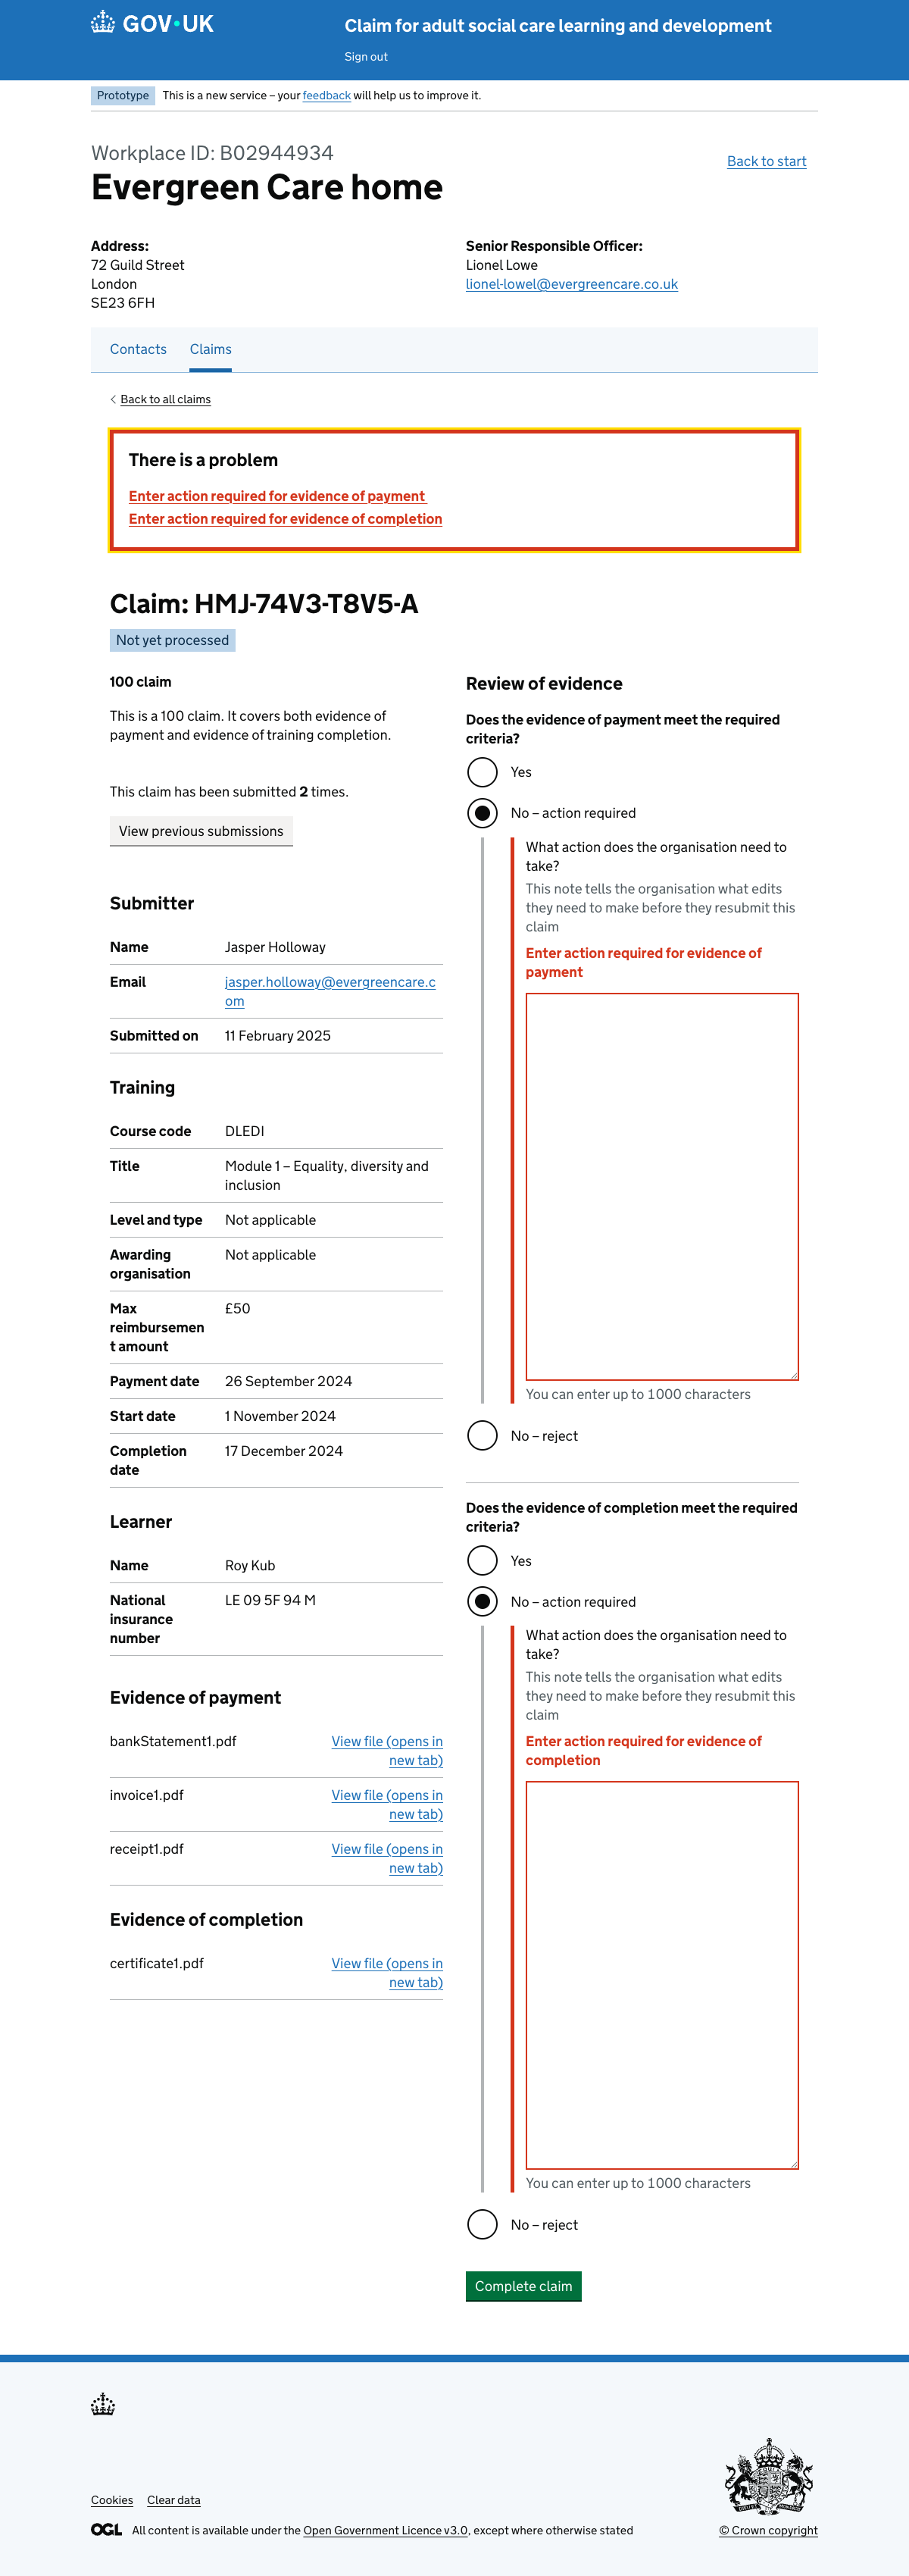 GOV·UK
Claim for adult social care learning and development
Sign out
Prototype
This is a new service – your feedback will help us to improve it.
Workplace ID: B02944934
Evergreen Care home
Back to start
Address:
72 Guild Street
London
SE23 6FH
Senior Responsible Officer:
Lionel Lowe
lionel-lowel@evergreencare.co.uk
Contacts
Claims
Back to all claims
There is a problem
Enter action required for evidence of payment
Enter action required for evidence of completion
Claim: HMJ-74V3-T8V5-A
Not yet processed
100 claim
This is a 100 claim. It covers both evidence of
payment and evidence of training completion.
This claim has been submitted 2 times.
View previous submissions
Submitter
Name
Jasper Holloway
Email
jasper.holloway@evergreencare.c
om
Submitted on
11 February 2025
Training
Course code
DLEDI
Title
Module 1 – Equality, diversity and
inclusion
Level and type
Not applicable
Awarding
organisation
Not applicable
Max
reimbursemen
t amount
£50
Payment date
26 September 2024
Start date
1 November 2024
Completion
date
17 December 2024
Learner
Name
Roy Kub
National
insurance
number
LE 09 5F 94 M
Evidence of payment
bankStatement1.pdf
View file (opens in
new tab)
invoice1.pdf
View file (opens in
new tab)
receipt1.pdf
View file (opens in
new tab)
Evidence of completion
certificate1.pdf
View file (opens in
new tab)
Review of evidence
Does the evidence of payment meet the required
criteria?
Yes
No – action required
What action does the organisation need to
take?
This note tells the organisation what edits
they need to make before they resubmit this
claim
Enter action required for evidence of
payment
You can enter up to 1000 characters
No – reject
Does the evidence of completion meet the required
criteria?
Yes
No – action required
What action does the organisation need to
take?
This note tells the organisation what edits
they need to make before they resubmit this
claim
Enter action required for evidence of
completion
You can enter up to 1000 characters
No – reject
Complete claim
Cookies
Clear data
OGL
All content is available under the Open Government Licence v3.0, except where otherwise stated
© Crown copyright